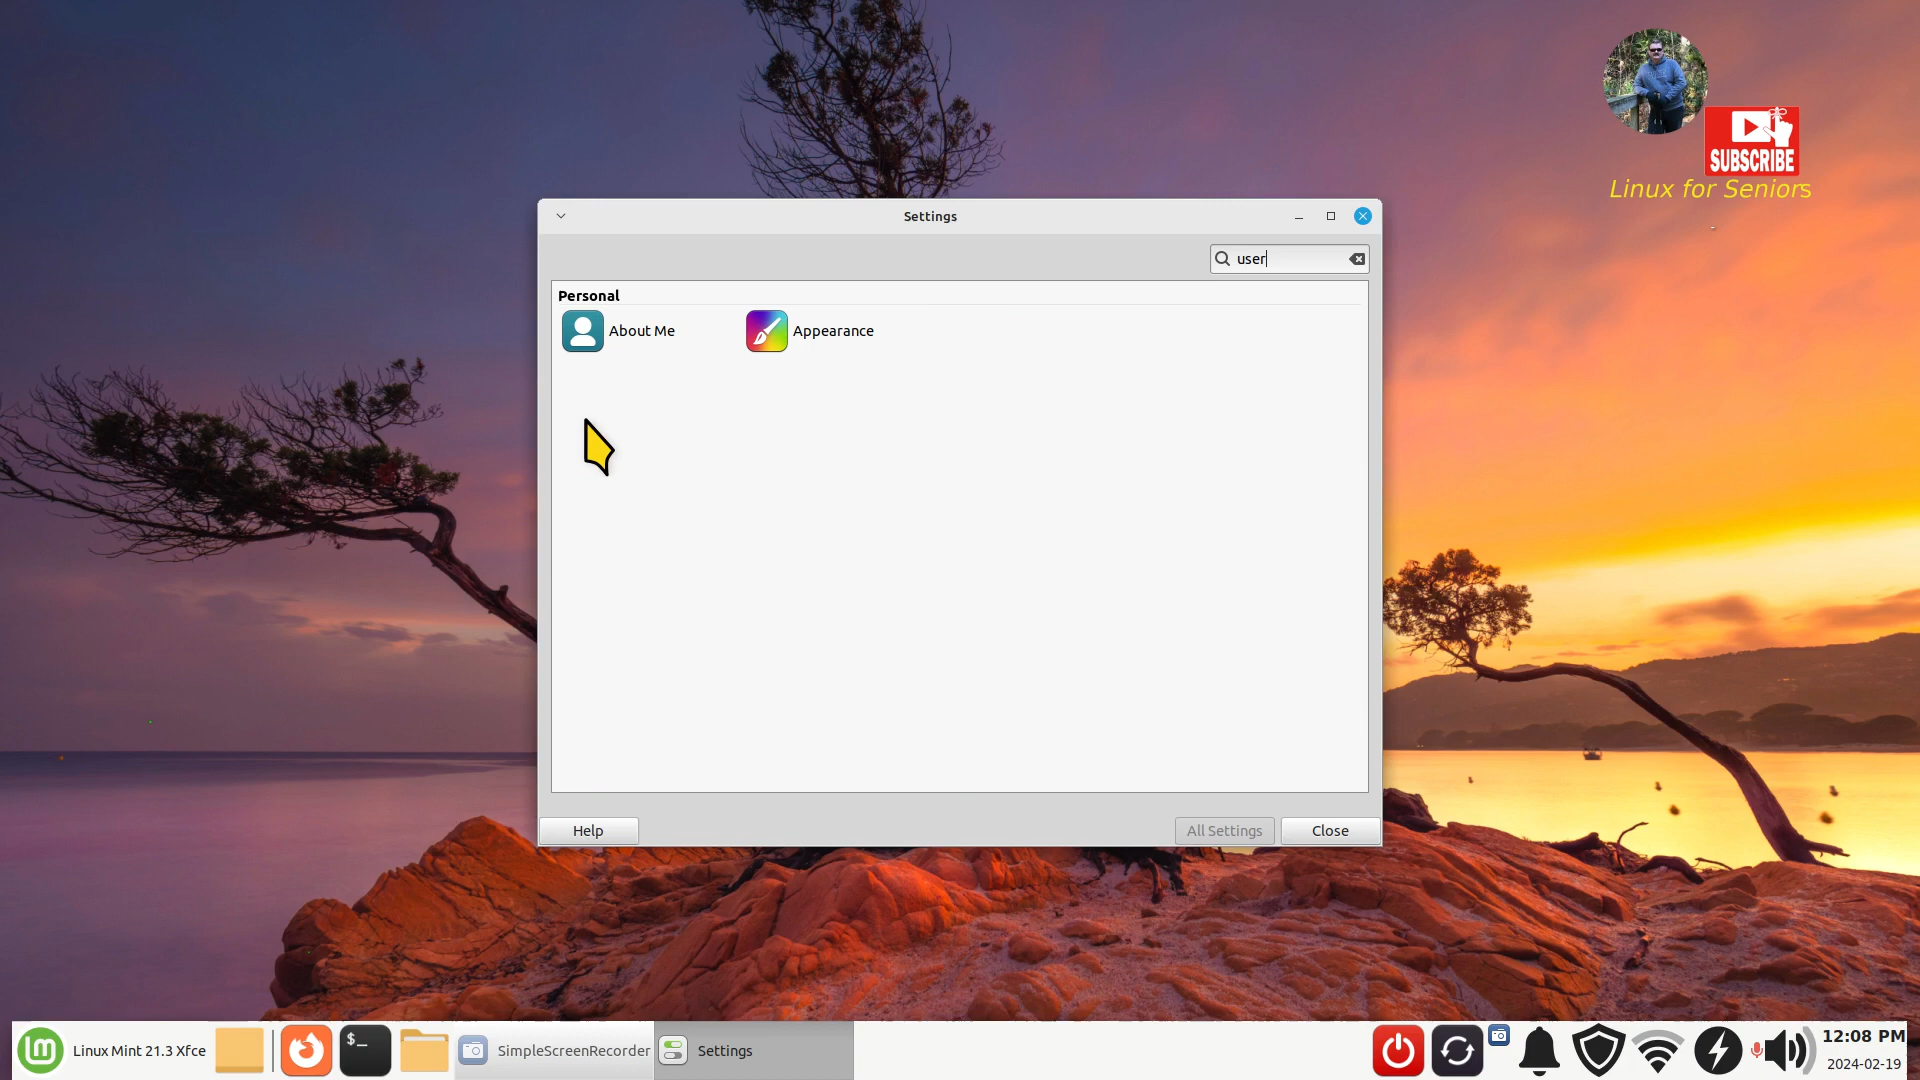 SUBSCRIBE
Linux for Seniors
Settings
user
Personal
About Me
Appearance
Help
All Settings
Close
Linux Mint 21.3 Xfce
$_
SimpleScreenRecorder
Settings
12:08 PM
2024-02-19